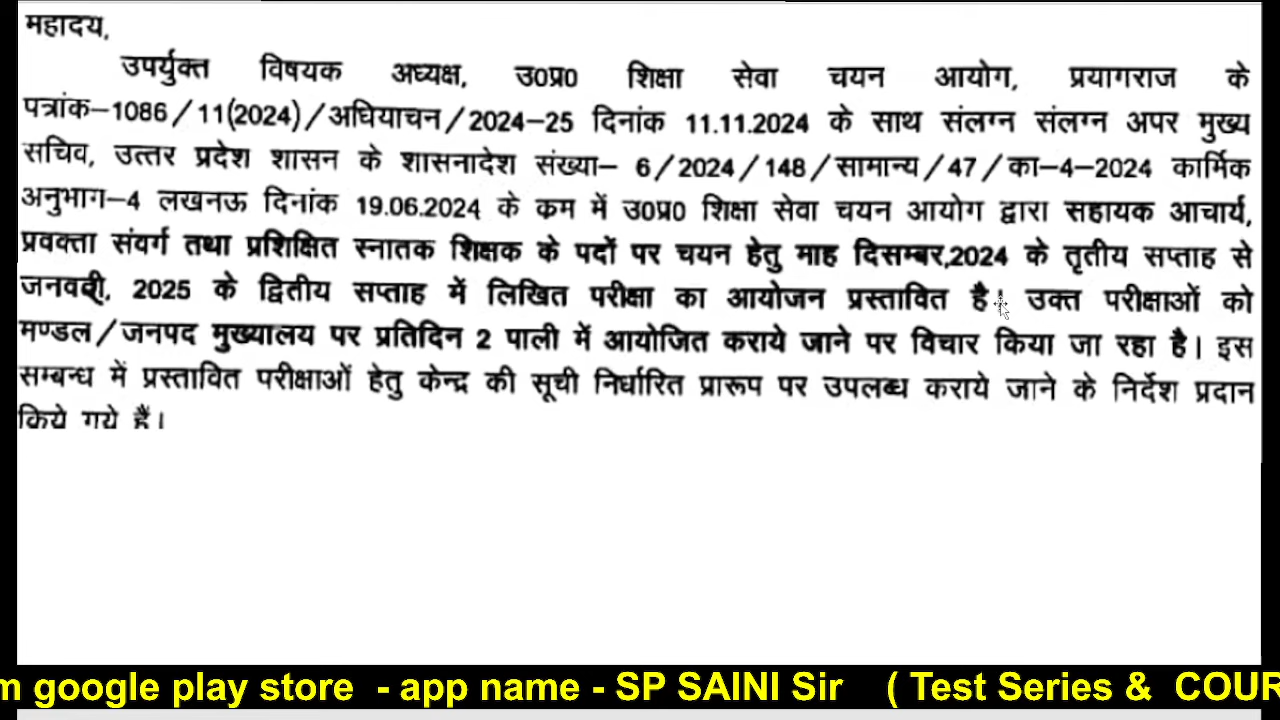 महादय,
उपर्युक्त विषयक अध्यक्ष, उ0प्र0 शिक्षा सेवा चयन आयोग, प्रयागराज के
पत्रांक–1086/11(2024)/अधियाचन/2024–25 दिनांक 11.11.2024 के साथ संलग्न संलग्न अपर मुख्य
सचिव, उत्तर प्रदेश शासन के शासनादेश संख्या– 6/2024/148/सामान्य/47/का–4–2024 कार्मिक
अनुभाग–4 लखनऊ दिनांक 19.06.2024 के क्रम में उ0प्र0 शिक्षा सेवा चयन आयोग द्वारा सहायक आचार्य,
प्रवक्ता संवर्ग तथा प्रशिक्षित स्नातक शिक्षक के पदों पर चयन हेतु माह दिसम्बर,2024 के तृतीय सप्ताह से
जनवरी, 2025 के द्वितीय सप्ताह में लिखित परीक्षा का आयोजन प्रस्तावित है। उक्त परीक्षाओं को
मण्डल/जनपद मुख्यालय पर प्रतिदिन 2 पाली में आयोजित कराये जाने पर विचार किया जा रहा है। इस
सम्बन्ध में प्रस्तावित परीक्षाओं हेतु केन्द्र की सूची निर्धारित प्रारूप पर उपलब्ध कराये जाने के निर्देश प्रदान
किये गये हैं।
m google play store - app name - SP SAINI Sir ( Test Series & COUR